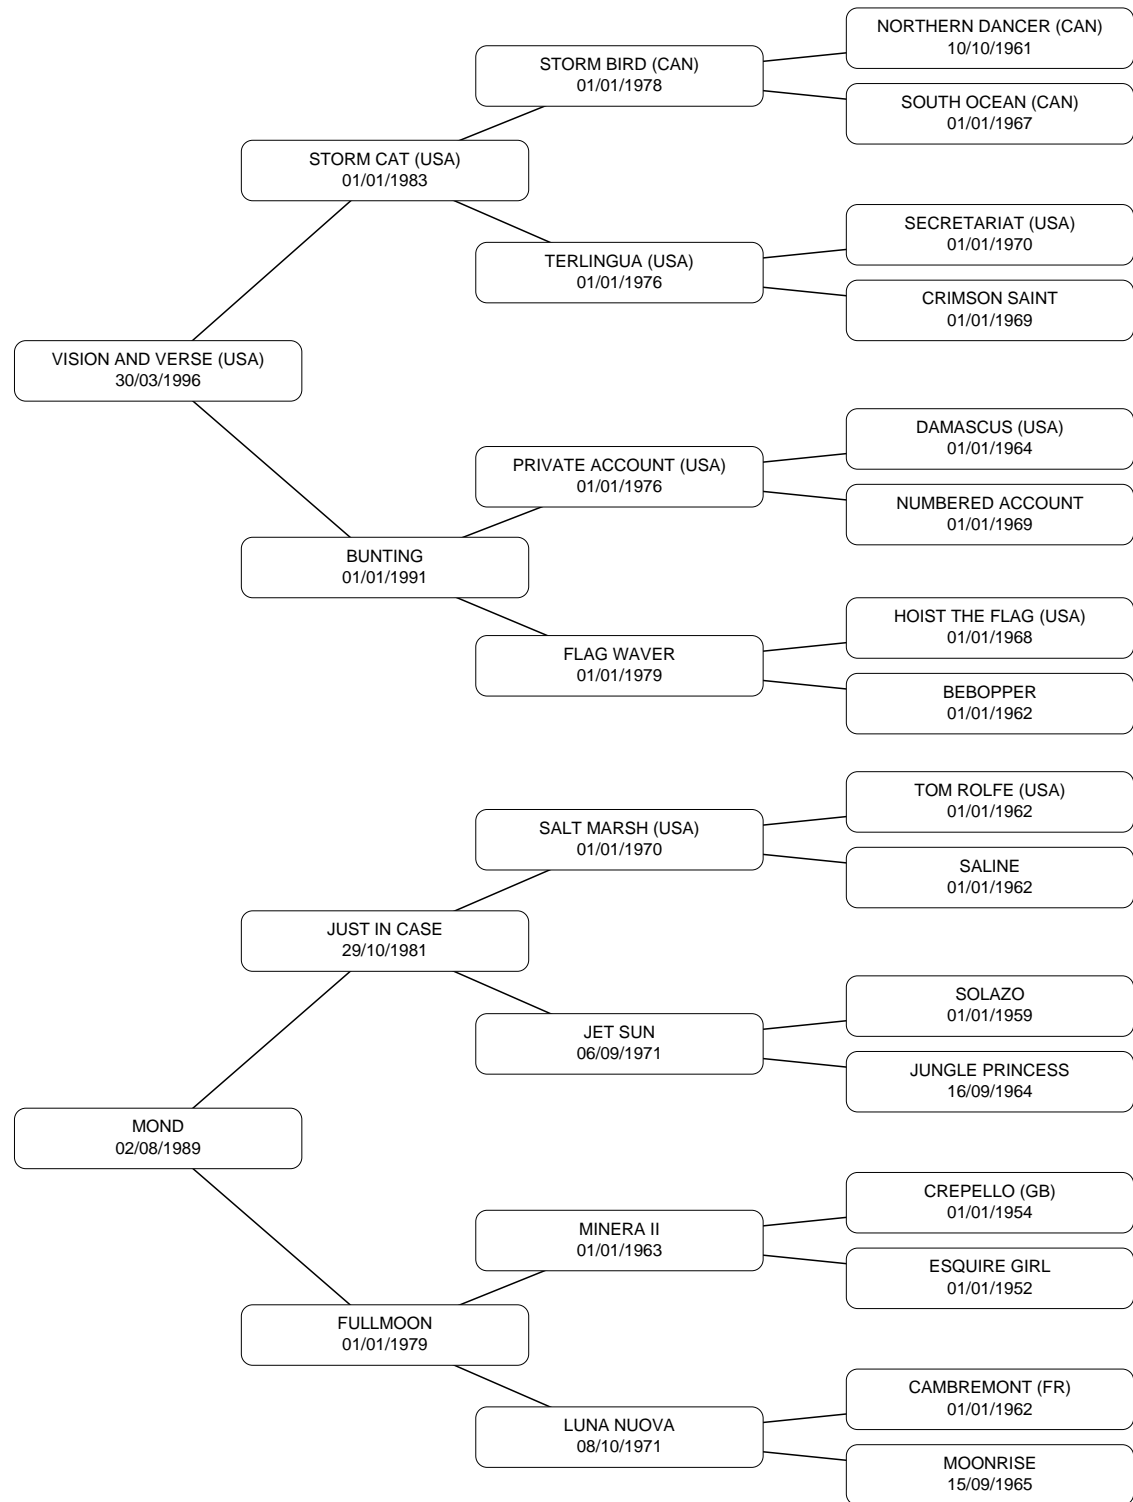 NORTHERN DANCER (CAN)
10/10/1961
STORM BIRD (CAN)
01/01/1978
SOUTH OCEAN (CAN)
01/01/1967
STORM CAT (USA)
01/01/1983
SECRETARIAT (USA)
01/01/1970
TERLINGUA (USA)
01/01/1976
CRIMSON SAINT
01/01/1969
VISION AND VERSE (USA)
30/03/1996
DAMASCUS (USA)
01/01/1964
PRIVATE ACCOUNT (USA)
01/01/1976
NUMBERED ACCOUNT
01/01/1969
BUNTING
01/01/1991
HOIST THE FLAG (USA)
01/01/1968
FLAG WAVER
01/01/1979
BEBOPPER
01/01/1962
TOM ROLFE (USA)
01/01/1962
SALT MARSH (USA)
01/01/1970
SALINE
01/01/1962
JUST IN CASE
29/10/1981
SOLAZO
01/01/1959
JET SUN
06/09/1971
JUNGLE PRINCESS
16/09/1964
MOND
02/08/1989
CREPELLO (GB)
01/01/1954
MINERA II
01/01/1963
ESQUIRE GIRL
01/01/1952
FULLMOON
01/01/1979
CAMBREMONT (FR)
01/01/1962
LUNA NUOVA
08/10/1971
MOONRISE
15/09/1965